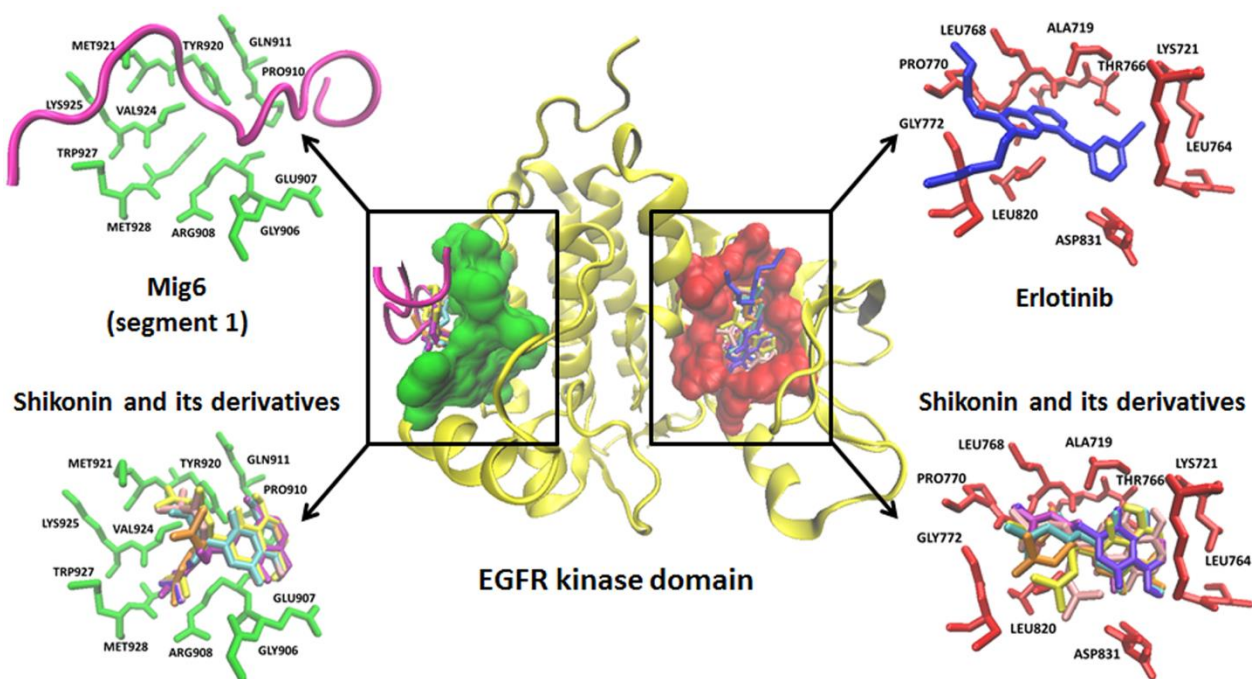 MET921
TYR920
GLN911
PRO910
LYS925
VAL924
TRP927
GLU907
MET928
ARG908
GLY906
Mig6
(segment 1)
LEU768
ALA719
LYS721
PRO770
THR766
GLY772
LEU764
LEU820
ASP831
Erlotinib
Shikonin and its derivatives
MET921
TYR920
GLN911
PRO910
LYS925
VAL924
TRP927
GLU907
MET928
ARG908
GLY906
EGFR kinase domain
Shikonin and its derivatives
LEU768
ALA719
LYS721
PRO770
THR766
GLY772
LEU764
LEU820
ASP831